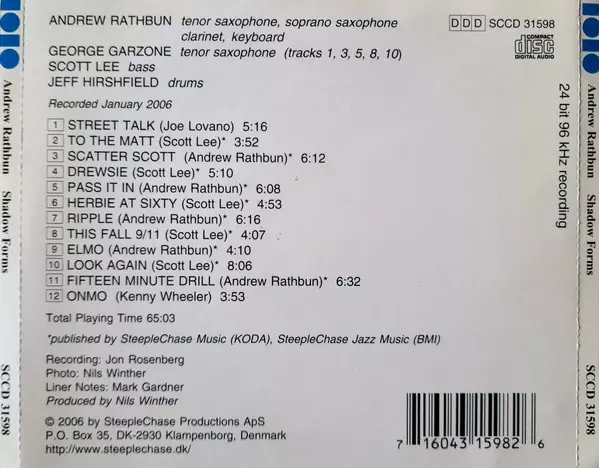 ANDREW RATHBUN tenor saxophone, soprano saxophone
clarinet, keyboard
GEORGE GARZONE tenor saxophone (tracks 1, 3, 5, 8, 10)
SCOTT LEE bass
JEFF HIRSHFIELD drums
DDD SCCD 31598
COMPACT
disc
DIGITAL AUDIO
Recorded January 2006
1 STREET TALK (Joe Lovano) 5:16
2 TO THE MATT (Scott Lee)* 3:52
3 SCATTER SCOTT (Andrew Rathbun)* 6:12
4 DREWSIE (Scott Lee)* 5:10
5 PASS IT IN (Andrew Rathbun)* 6:08
6 HERBIE AT SIXTY (Scott Lee)* 4:53
7 RIPPLE (Andrew Rathbun)* 6:16
8 THIS FALL 9/11 (Scott Lee)* 4:07
9 ELMO (Andrew Rathbun)* 4:10
10 LOOK AGAIN (Scott Lee)* 8:06
11 FIFTEEN MINUTE DRILL (Andrew Rathbun)* 6:32
12 ONMO (Kenny Wheeler) 3:53
Total Playing Time 65:03
*published by SteepleChase Music (KODA), SteepleChase Jazz Music (BMI)
Recording: Jon Rosenberg
Photo: Nils Winther
Liner Notes: Mark Gardner
Produced by Nils Winther
© 2006 by SteepleChase Productions ApS
P.O. Box 35, DK-2930 Klampenborg, Denmark
http://www.steeplechase.dk/
7 16043 15982 6
24 bit 96 kHz recording
Andrew Rathbun Shadow Forms SCCD 31598
Andrew Rathbun Shadow Forms SCCD 31598